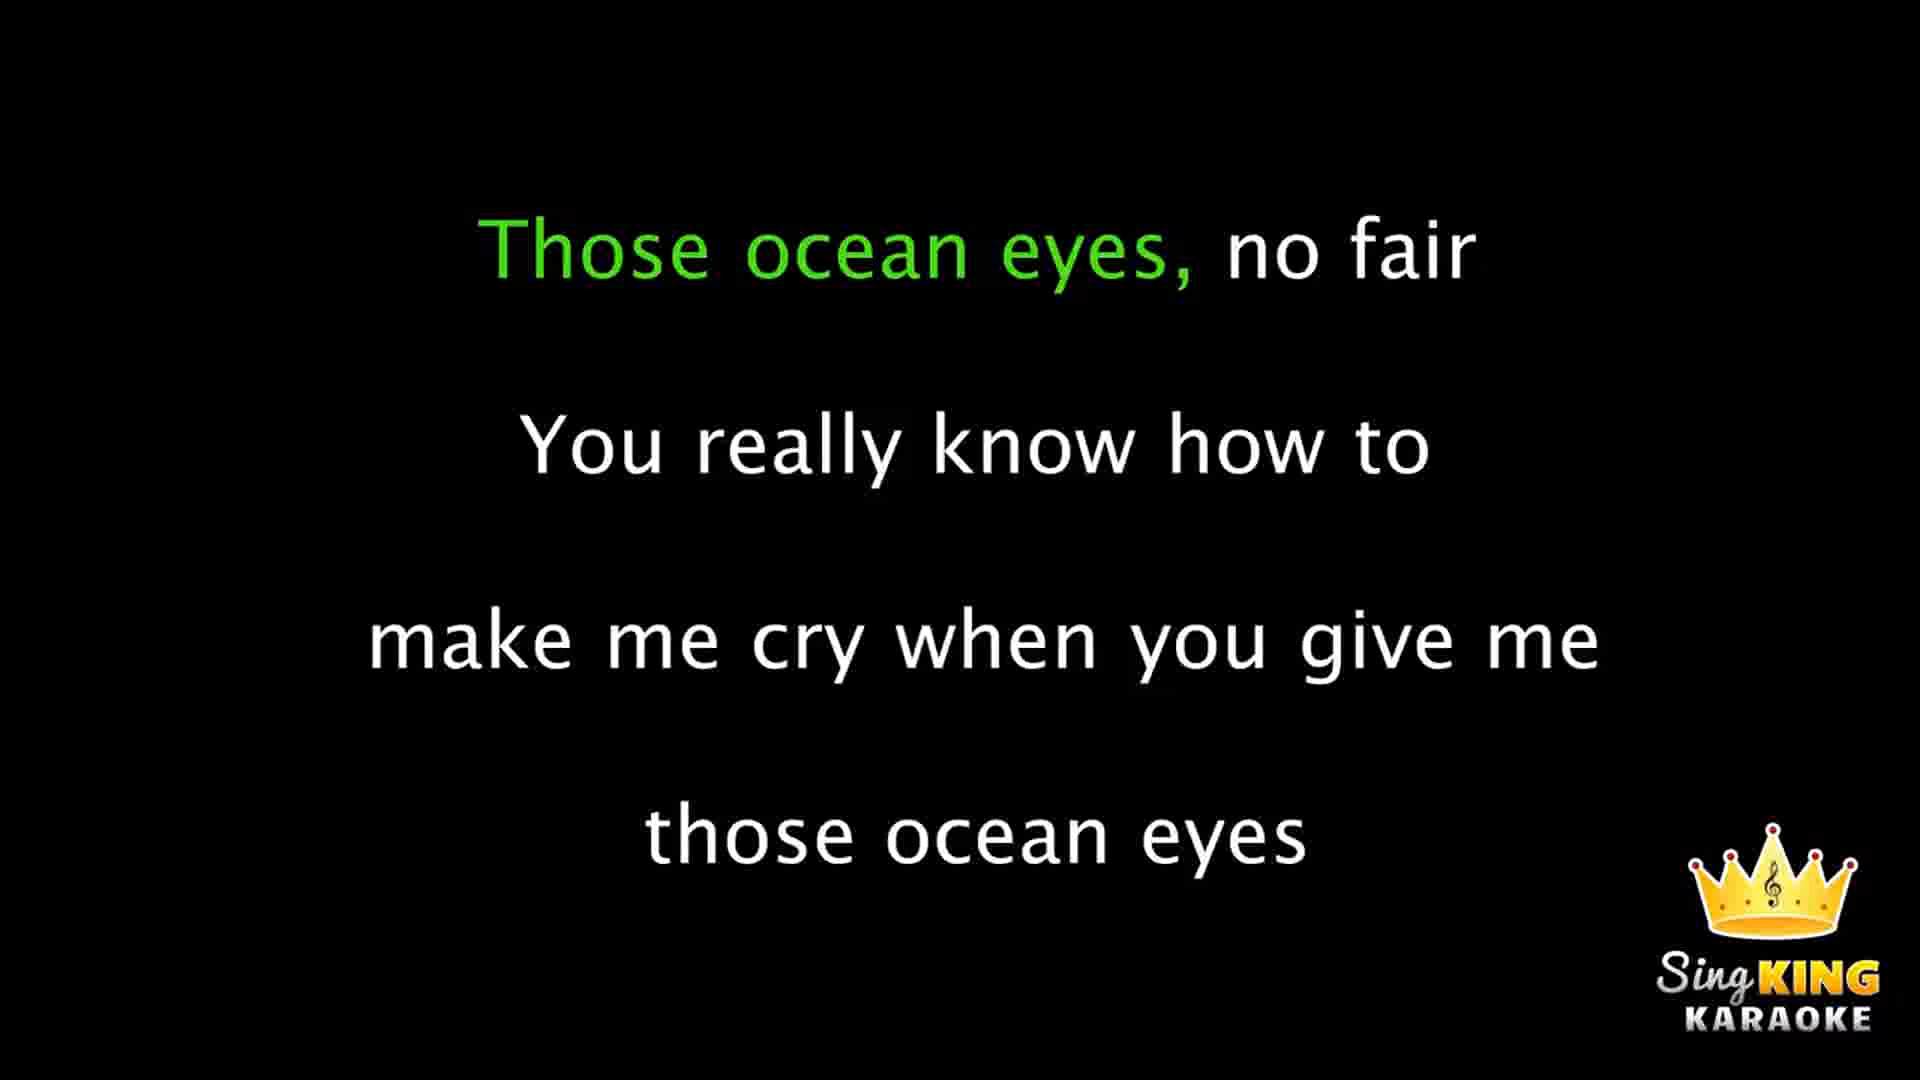 Those ocean eyes, no fair
You really know how to
make me cry when you give me
those ocean eyes
Sing KING
KARAOKE